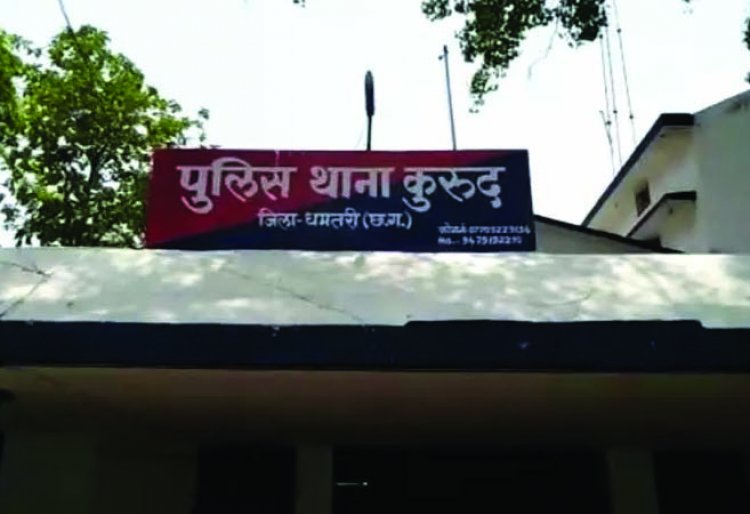 पुलिस थाना कुरुद
जिला-धमतरी (छ.ग.)